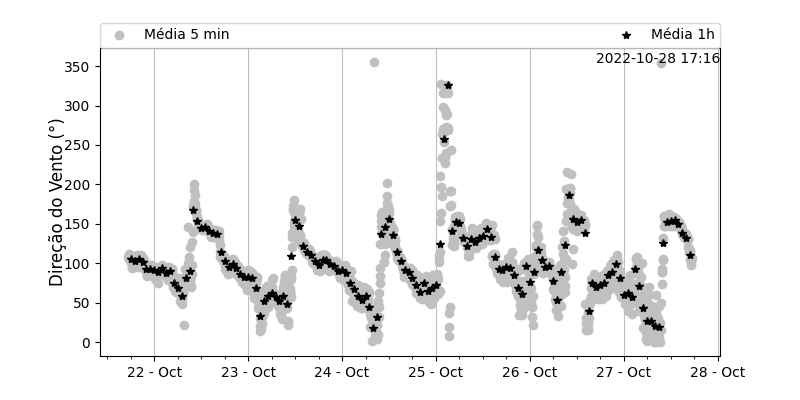 Média 5 min
Média 1h
2022-10-28 17:16
Direção do Vento (°)
350
300
250
200
150
100
50
0
22 - Oct
23 - Oct
24 - Oct
25 - Oct
26 - Oct
27 - Oct
28 - Oct